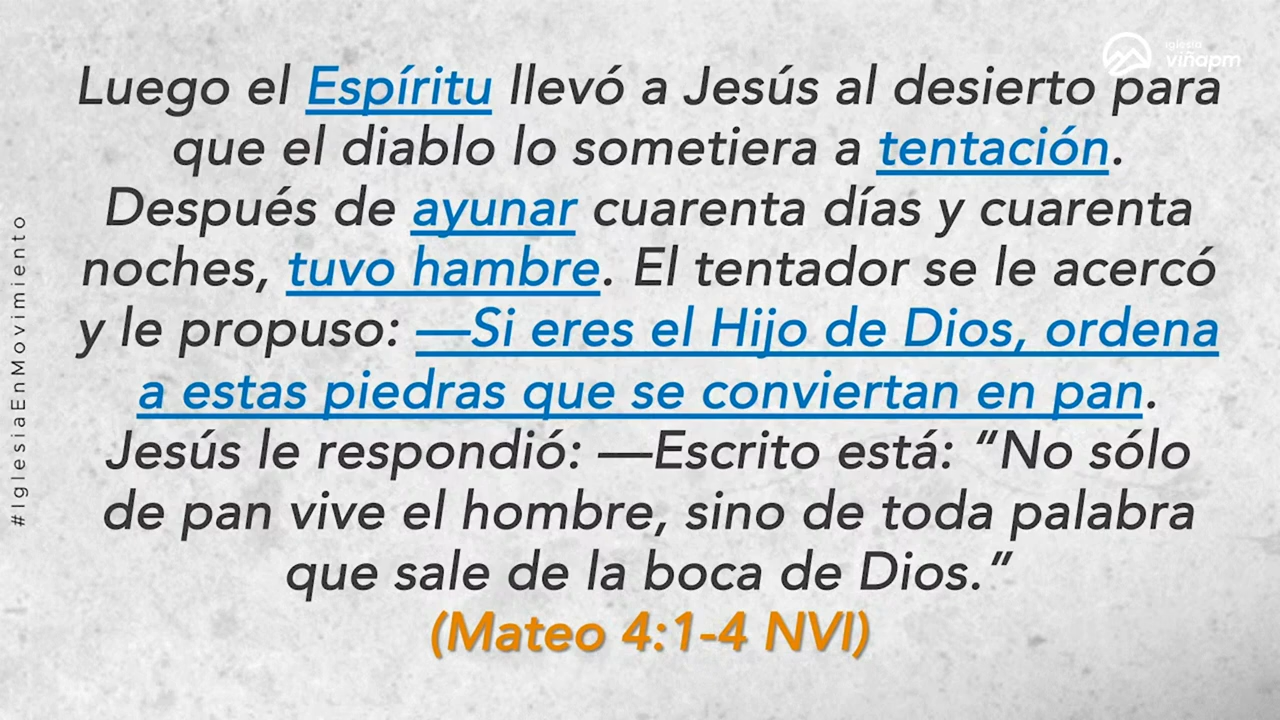 iglesia
viñapm
Luego el Espíritu llevó a Jesús al desierto para
que el diablo lo sometiera a tentación.
Después de ayunar cuarenta días y cuarenta
noches, tuvo hambre. El tentador se le acercó
y le propuso: —Si eres el Hijo de Dios, ordena
a estas piedras que se conviertan en pan.
Jesús le respondió: —Escrito está: “No sólo
de pan vive el hombre, sino de toda palabra
que sale de la boca de Dios.”
(Mateo 4:1-4 NVI)
#IglesiaEnMovimiento